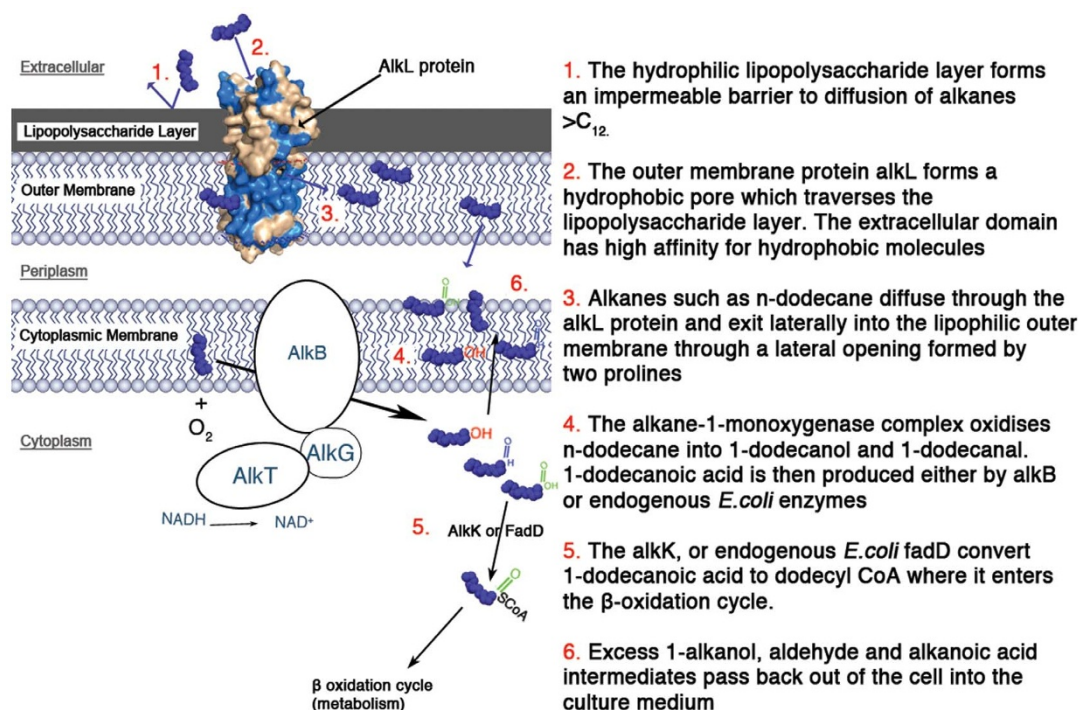 Extracellular
1.
2.
AlkL protein
Lipopolysaccharide Layer
Outer Membrane
3.
Periplasm
6.
O
OH
Cytoplasmic Membrane
AlkB
4.
OH
O
H
+
O2
Cytoplasm
AlkG
AlkT
NADH
NAD+
OH
O
H
O
OH
5.
AlkK or FadD
O
SCoA
β oxidation cycle
(metabolism)
1. The hydrophilic lipopolysaccharide layer forms
an impermeable barrier to diffusion of alkanes
>C12.
2. The outer membrane protein alkL forms a
hydrophobic pore which traverses the
lipopolysaccharide layer. The extracellular domain
has high affinity for hydrophobic molecules
3. Alkanes such as n-dodecane diffuse through the
alkL protein and exit laterally into the lipophilic outer
membrane through a lateral opening formed by
two prolines
4. The alkane-1-monoxygenase complex oxidises
n-dodecane into 1-dodecanol and 1-dodecanal.
1-dodecanoic acid is then produced either by alkB
or endogenous E.coli enzymes
5. The alkK, or endogenous E.coli fadD convert
1-dodecanoic acid to dodecyl CoA where it enters
the β-oxidation cycle.
6. Excess 1-alkanol, aldehyde and alkanoic acid
intermediates pass back out of the cell into the
culture medium